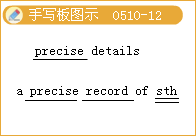 手写板图示 0510-12
precise details
a precise record of sth